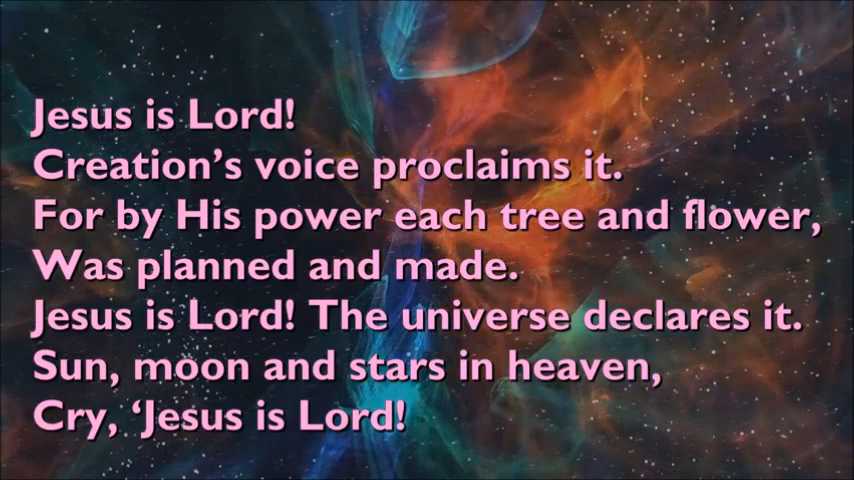 Jesus is Lord!
Creation’s voice proclaims it.
For by His power each tree and flower,
Was planned and made.
Jesus is Lord! The universe declares it.
Sun, moon and stars in heaven,
Cry, ‘Jesus is Lord!